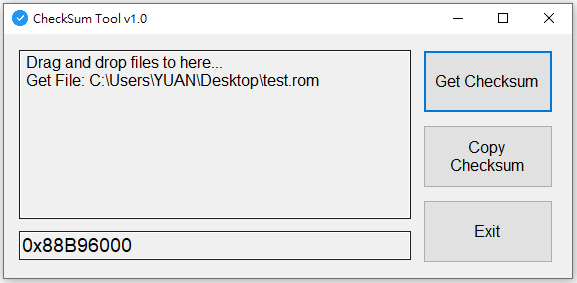 CheckSum Tool v1.0
Drag and drop files to here...
Get File: C:\Users\YUAN\Desktop\test.rom
Get Checksum
Copy
Checksum
0x88B96000
Exit